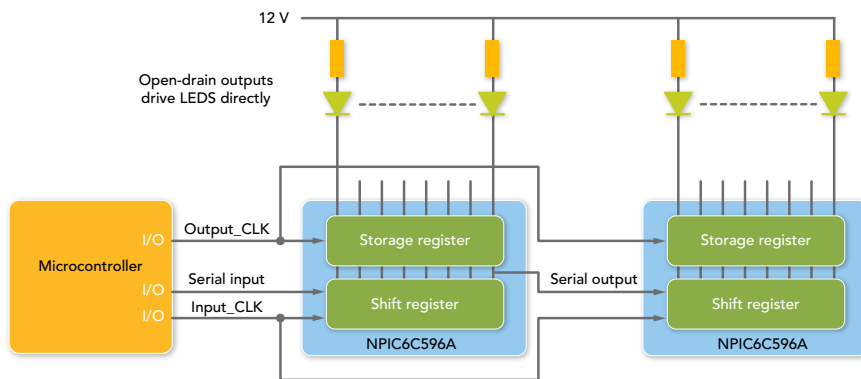 12 V
Open-drain outputs
drive LEDS directly
Output_CLK
I/O
Storage register
Storage register
Microcontroller
Serial input
Serial output
I/O
Shift register
Shift register
I/O
Input_CLK
NPIC6C596A
NPIC6C596A